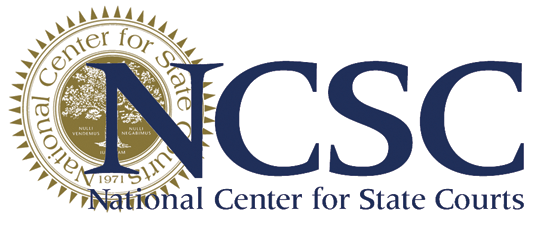 National Center for State Courts
NULLI
VENDEMUS
NULLI
NEGABIMUS
1971
NCSC
National Center for State Courts